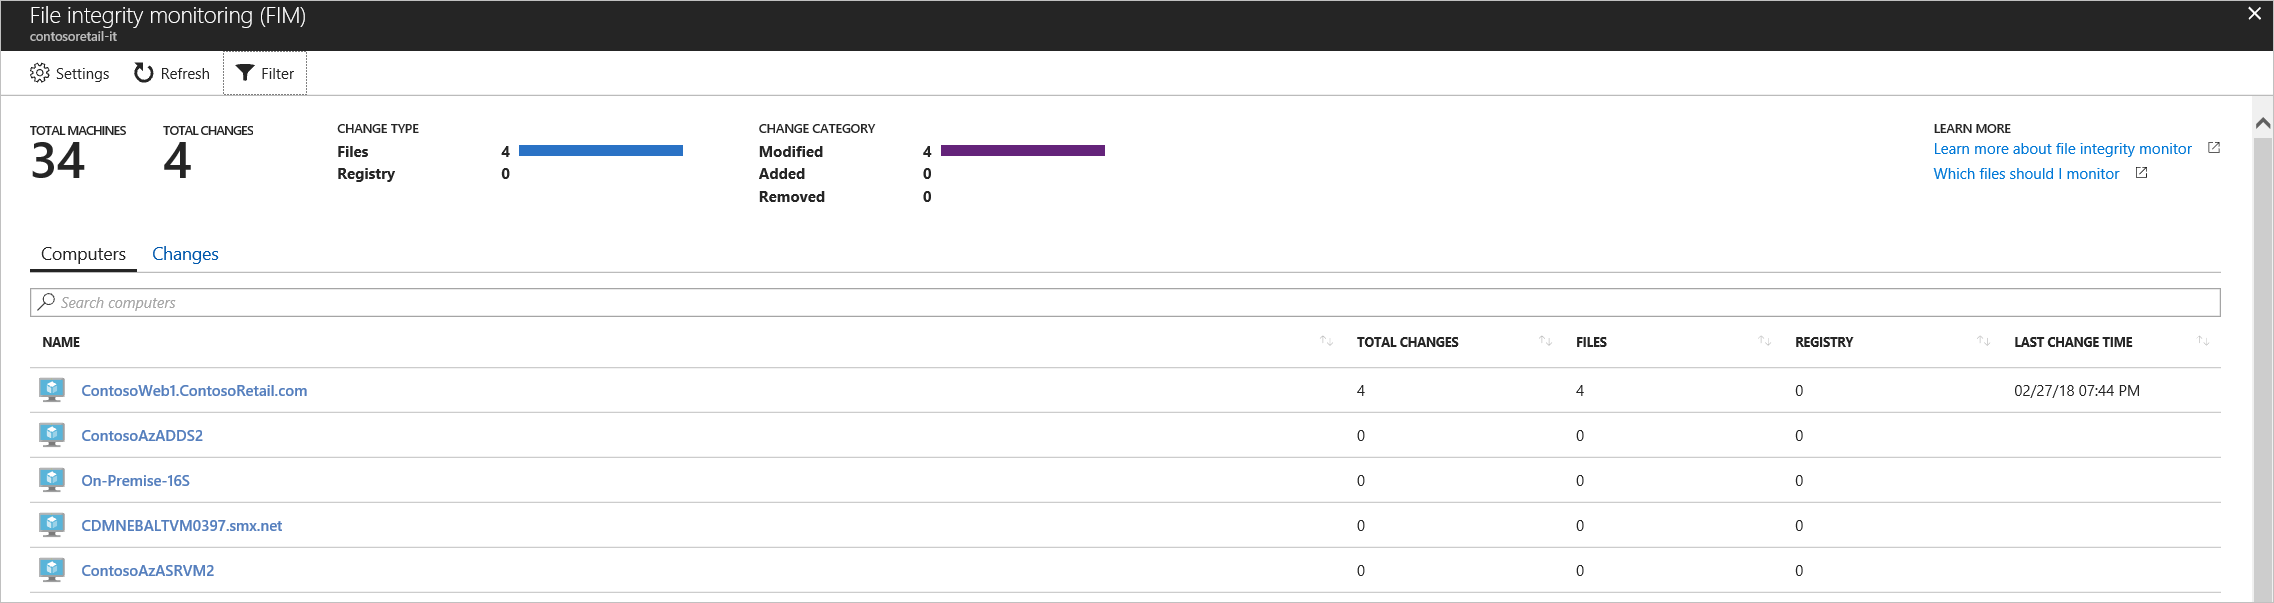 File integrity monitoring (FIM)
contosoretail-it
Settings Refresh Filter
TOTAL MACHINES
34
TOTAL CHANGES
4
CHANGE TYPE
Files 4
Registry 0
CHANGE CATEGORY
Modified 4
Added 0
Removed 0
LEARN MORE
Learn more about file integrity monitor
Which files should I monitor
Computers Changes
Search computers
NAME TOTAL CHANGES FILES REGISTRY LAST CHANGE TIME
ContosoWeb1.ContosoRetail.com 4 4 0 02/27/18 07:44 PM
ContosoAzADDS2 0 0 0
On-Premise-16S 0 0 0
CDMNEBALTVM0397.smx.net 0 0 0
ContosoAzASRVM2 0 0 0